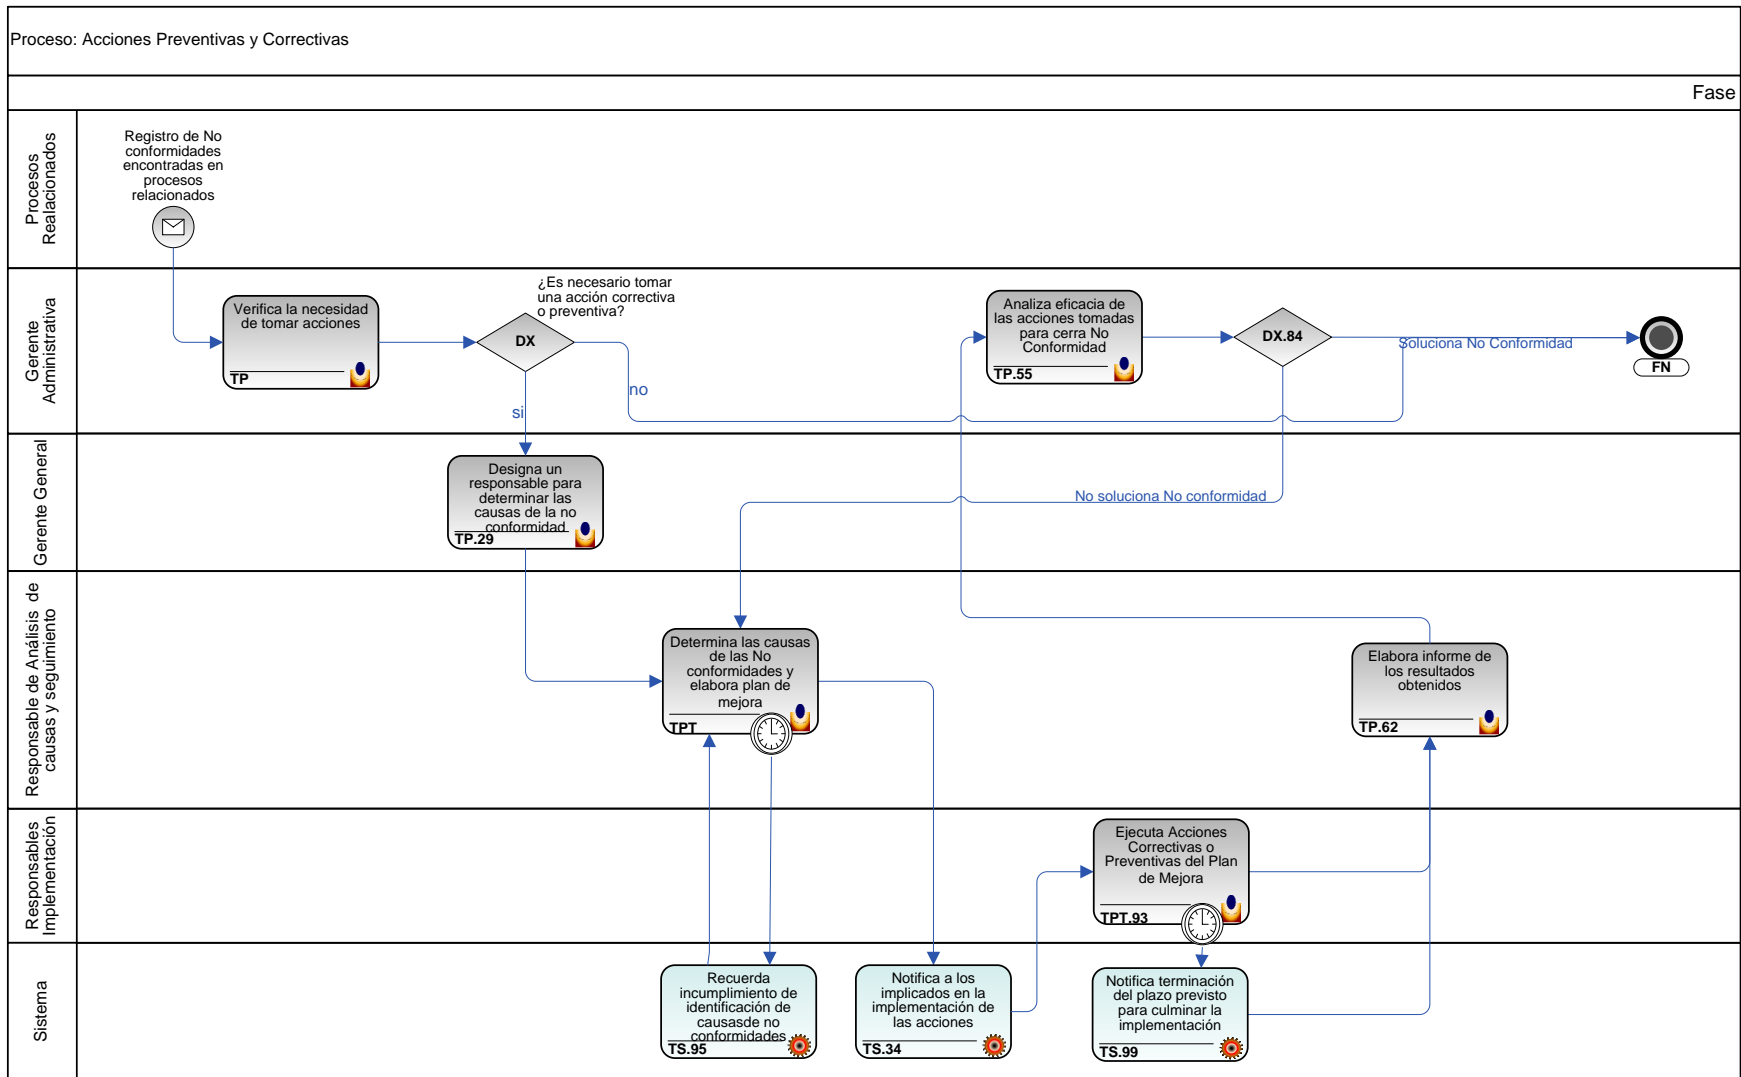 Proceso: Acciones Preventivas y Correctivas
Fase
Procesos
Realacionados
Registro de No
conformidades
encontradas en
procesos
relacionados
Gerente
Administrativa
Verifica la necesidad
de tomar acciones
TP
¿Es necesario tomar
una acción correctiva
o preventiva?
DX
si
no
Analiza eficacia de
las acciones tomadas
para cerra No
Conformidad
TP.55
DX.84
Soluciona No Conformidad
FN
Gerente General
Designa un
responsable para
determinar las
causas de la no
conformidad
TP.29
No soluciona No conformidad
Responsable de Análisis de
causas y seguimiento
Determina las causas
de las No
conformidades y
elabora plan de
mejora
TPT
Elabora informe de
los resultados
obtenidos
TP.62
Responsables
Implementación
Ejecuta Acciones
Correctivas o
Preventivas del Plan
de Mejora
TPT.93
Sistema
Recuerda
incumplimiento de
identificación de
causasde no
conformidades
TS.95
Notifica a los
implicados en la
implementación de
las acciones
TS.34
Notifica terminación
del plazo previsto
para culminar la
implementación
TS.99